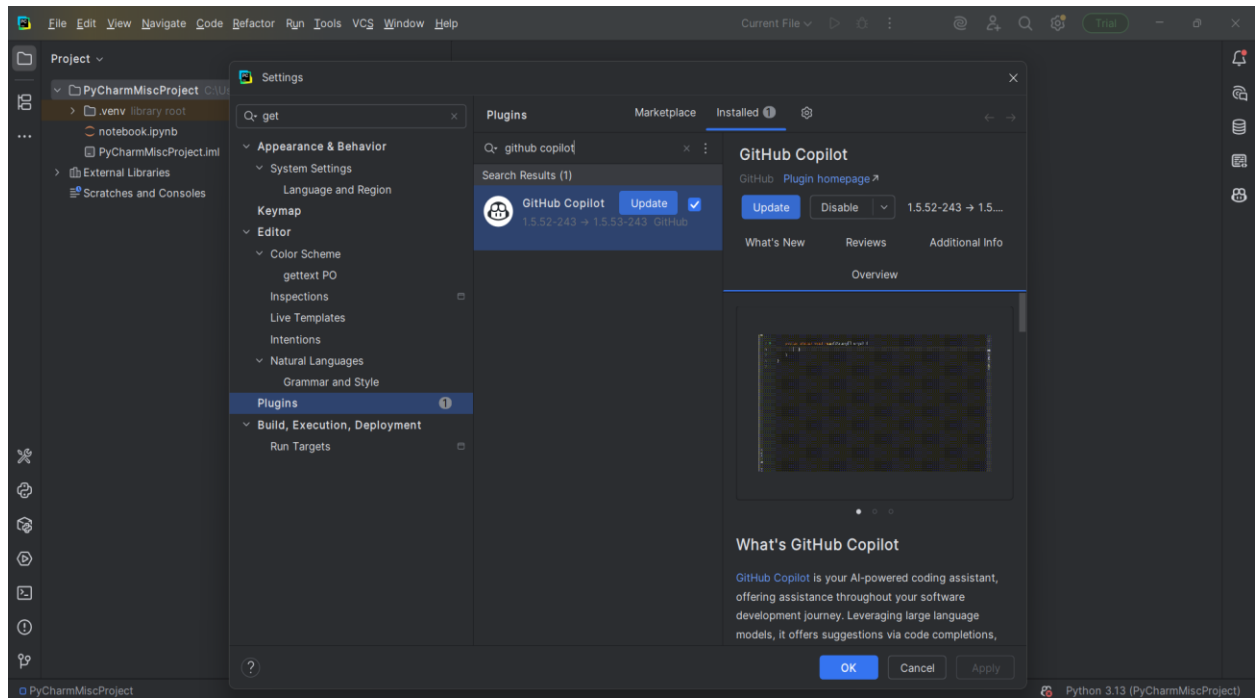 File Edit View Navigate Code Refactor Run Tools VCS Window Help
Current File
Trial
Project
PyCharmMiscProject C:\U
.venv library root
notebook.ipynb
PyCharmMiscProject.iml
External Libraries
Scratches and Consoles
Settings
get
Appearance & Behavior
System Settings
Language and Region
Keymap
Editor
Color Scheme
gettext PO
Inspections
Live Templates
Intentions
Natural Languages
Grammar and Style
Plugins 1
Build, Execution, Deployment
Run Targets
?
Plugins
Marketplace Installed 1
github copilot
Search Results (1)
GitHub Copilot Update
1.5.52-243 → 1.5.53-243 GitHub
GitHub Copilot
GitHub Plugin homepage ↗
Update Disable 1.5.52-243 → 1.5....
What's New Reviews Additional Info
Overview
What's GitHub Copilot
GitHub Copilot is your AI-powered coding assistant,
offering assistance throughout your software
development journey. Leveraging large language
models, it offers suggestions via code completions,
OK Cancel Apply
PyCharmMiscProject
Python 3.13 (PyCharmMiscProject)